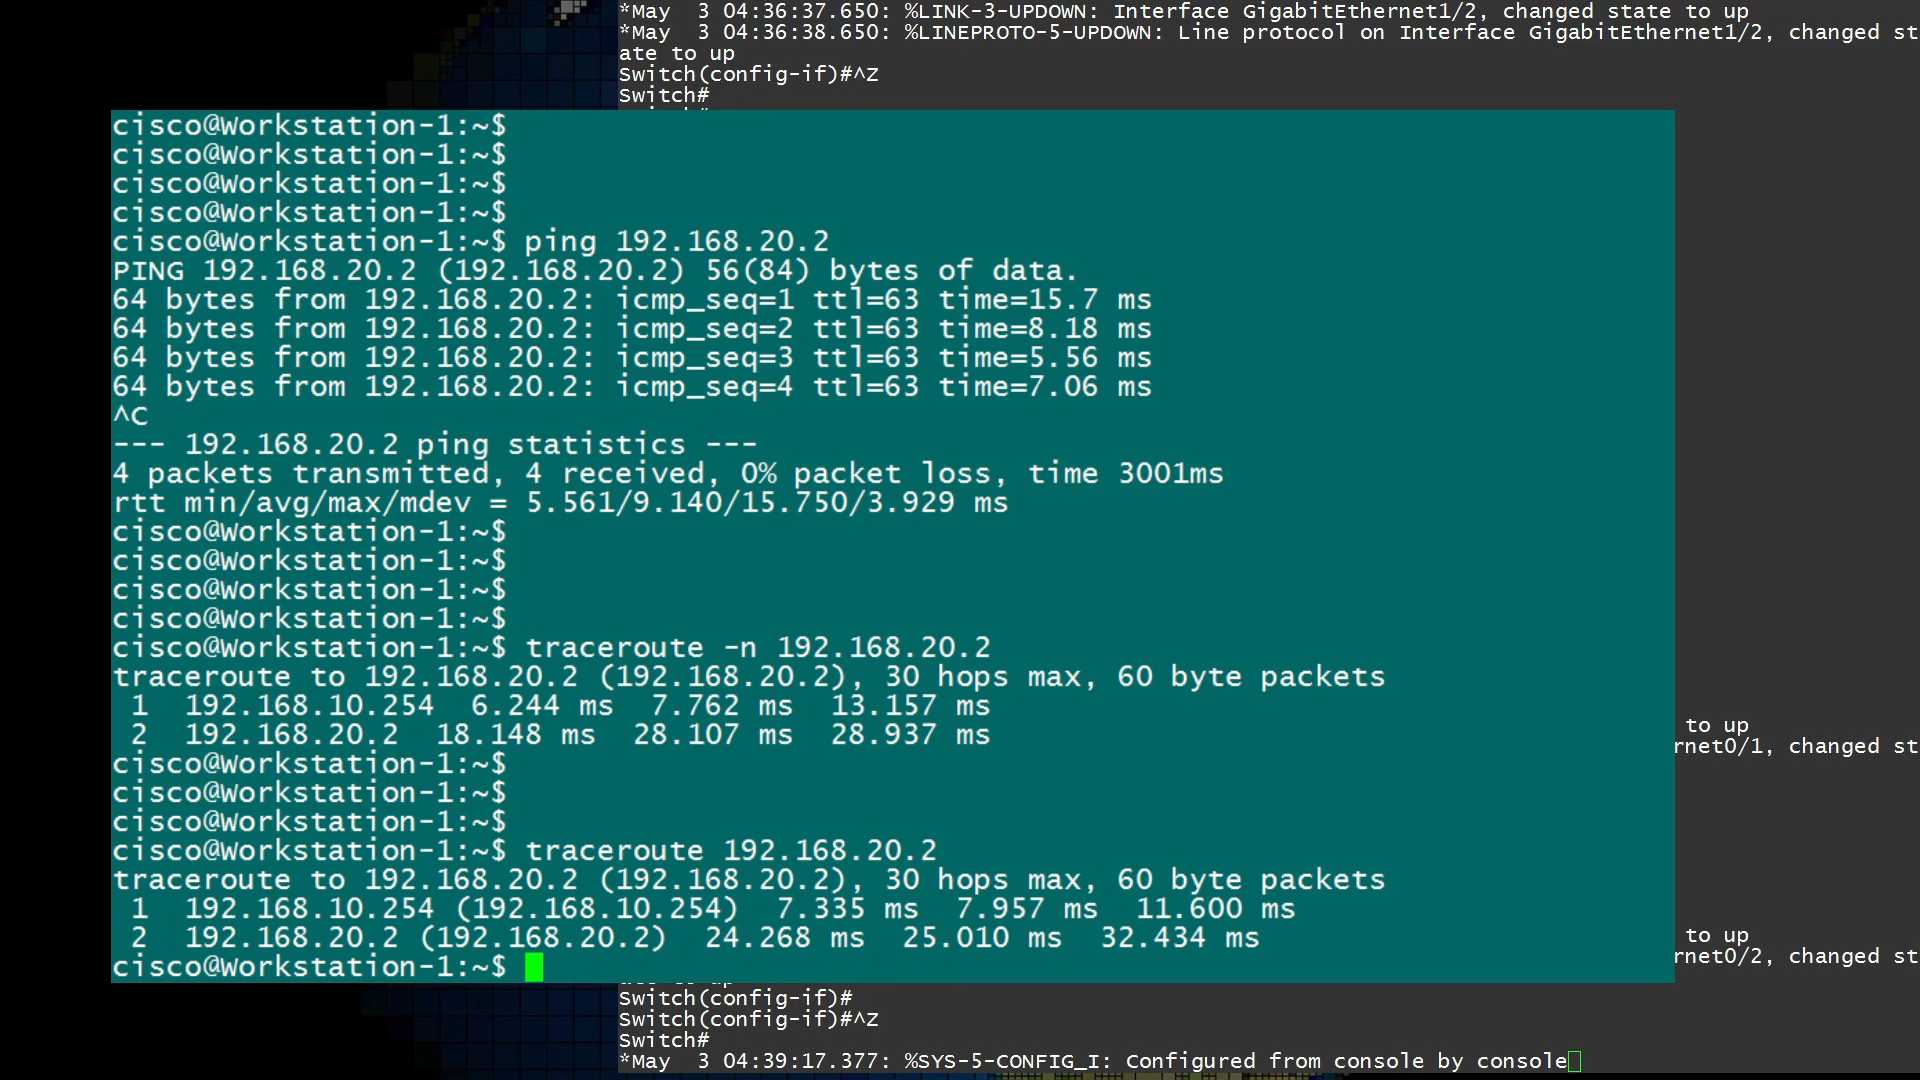 *May  3 04:36:37.650: %LINK-3-UPDOWN: Interface GigabitEthernet1/2, changed state to up
*May  3 04:36:38.650: %LINEPROTO-5-UPDOWN: Line protocol on Interface GigabitEthernet1/2, changed st
ate to up
Switch(config-if)#^Z
Switch#
cisco@Workstation-1:~$
cisco@Workstation-1:~$
cisco@Workstation-1:~$
cisco@Workstation-1:~$
cisco@Workstation-1:~$ ping 192.168.20.2
PING 192.168.20.2 (192.168.20.2) 56(84) bytes of data.
64 bytes from 192.168.20.2: icmp_seq=1 ttl=63 time=15.7 ms
64 bytes from 192.168.20.2: icmp_seq=2 ttl=63 time=8.18 ms
64 bytes from 192.168.20.2: icmp_seq=3 ttl=63 time=5.56 ms
64 bytes from 192.168.20.2: icmp_seq=4 ttl=63 time=7.06 ms
^C
--- 192.168.20.2 ping statistics ---
4 packets transmitted, 4 received, 0% packet loss, time 3001ms
rtt min/avg/max/mdev = 5.561/9.140/15.750/3.929 ms
cisco@Workstation-1:~$
cisco@Workstation-1:~$
cisco@Workstation-1:~$
cisco@Workstation-1:~$
cisco@Workstation-1:~$ traceroute -n 192.168.20.2
traceroute to 192.168.20.2 (192.168.20.2), 30 hops max, 60 byte packets
 1  192.168.10.254  6.244 ms  7.762 ms  13.157 ms
 2  192.168.20.2  18.148 ms  28.107 ms  28.937 ms
cisco@Workstation-1:~$
cisco@Workstation-1:~$
cisco@Workstation-1:~$
cisco@Workstation-1:~$ traceroute 192.168.20.2
traceroute to 192.168.20.2 (192.168.20.2), 30 hops max, 60 byte packets
 1  192.168.10.254 (192.168.10.254)  7.335 ms  7.957 ms  11.600 ms
 2  192.168.20.2 (192.168.20.2)  24.268 ms  25.010 ms  32.434 ms
cisco@Workstation-1:~$
to up
rnet0/1, changed st
to up
rnet0/2, changed st
Switch(config-if)#
Switch(config-if)#^Z
Switch#
*May  3 04:39:17.377: %SYS-5-CONFIG_I: Configured from console by console